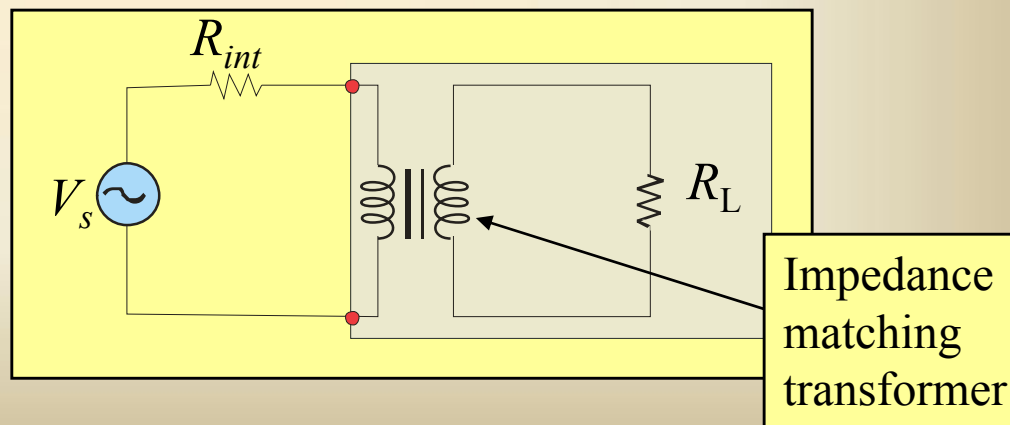 R_int
V_s
R_L
Impedance
matching
transformer